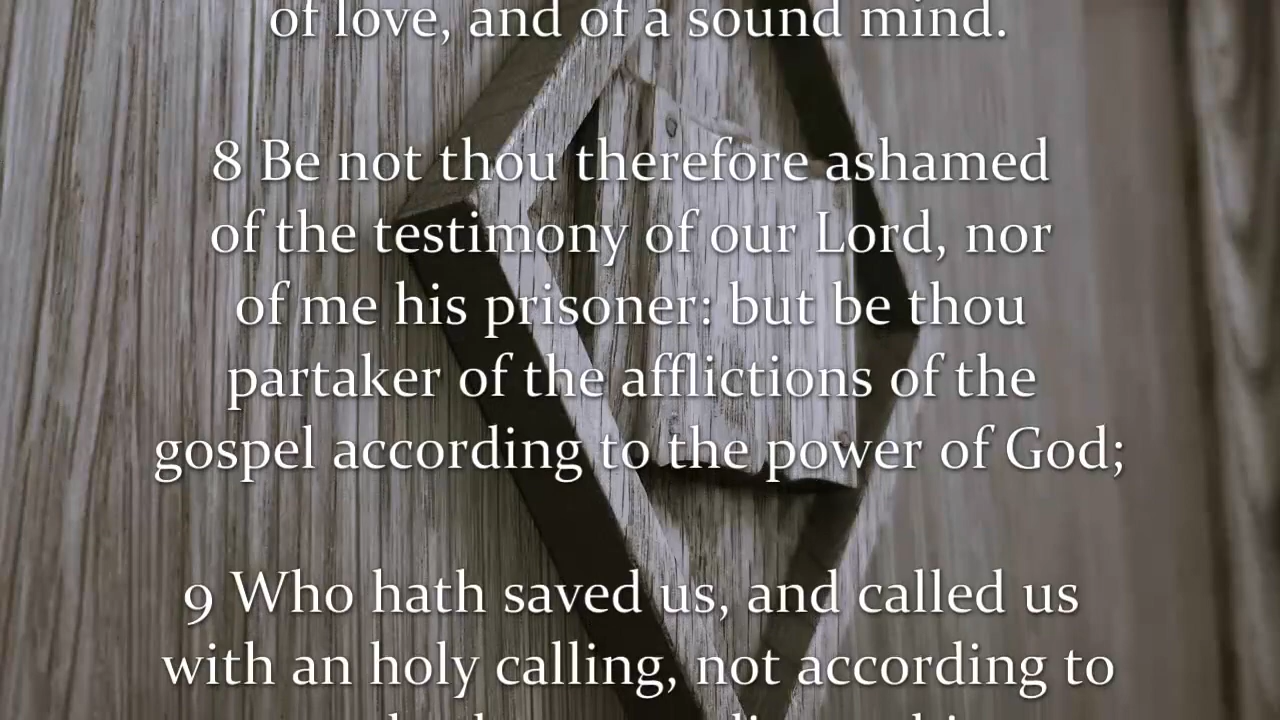 of love, and of a sound mind.
8 Be not thou therefore ashamed
of the testimony of our Lord, nor
of me his prisoner: but be thou
partaker of the afflictions of the
gospel according to the power of God;
9 Who hath saved us, and called us
with an holy calling, not according to